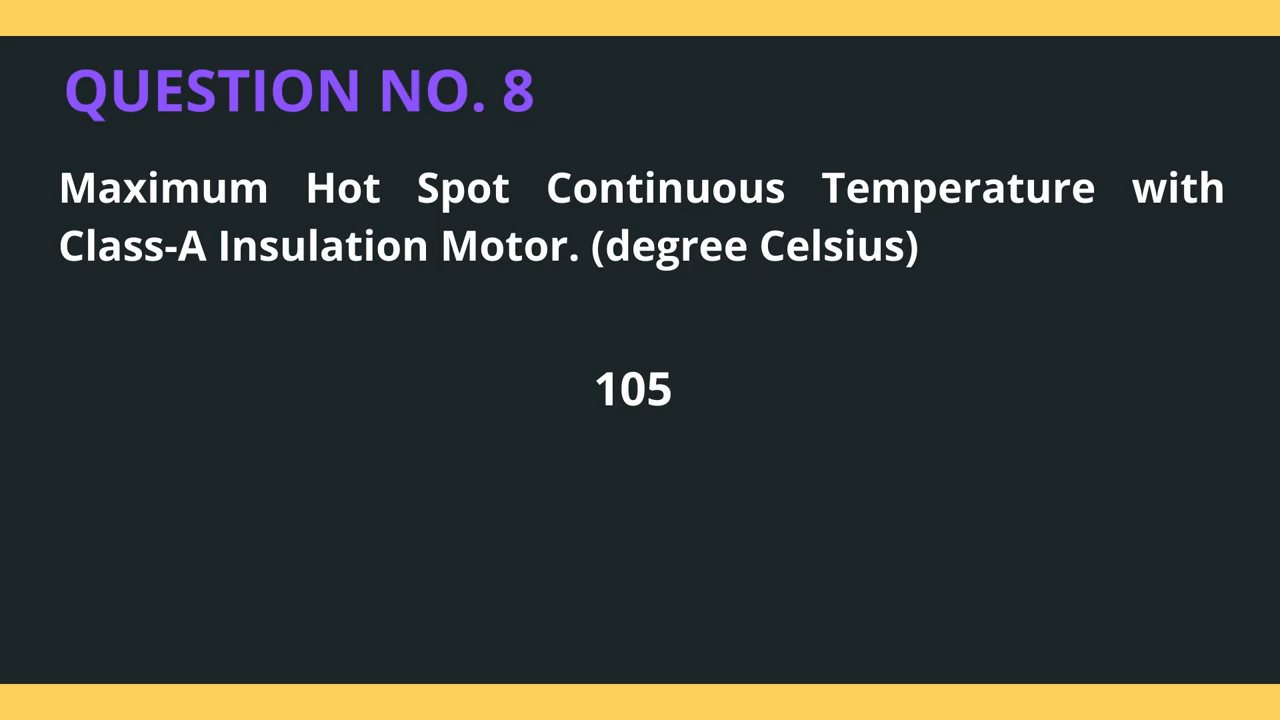 QUESTION NO. 8
Maximum Hot Spot Continuous Temperature with
Class-A Insulation Motor. (degree Celsius)
105